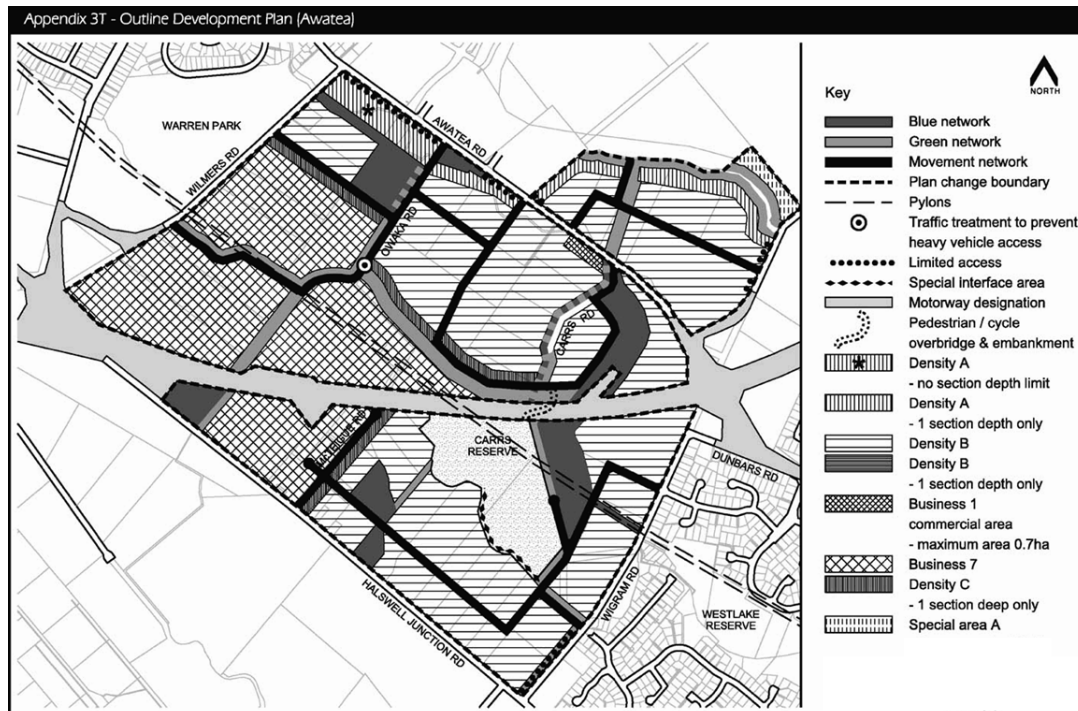 Appendix 3T - Outline Development Plan (Awatea)
NORTH
Key
Blue network
Green network
Movement network
Plan change boundary
Pylons
Traffic treatment to prevent
heavy vehicle access
Limited access
Special interface area
Motorway designation
Pedestrian / cycle
overbridge & embankment
Density A
- no section depth limit
Density A
- 1 section depth only
Density B
Density B
- 1 section depth only
Business 1
commercial area
- maximum area 0.7ha
Business 7
Density C
- 1 section deep only
Special area A
WARREN PARK
WILMERS RD
AWATEA RD
OWAKA RD
CARRS RD
CARRS
RESERVE
DUNBARS RD
WIGRAM RD
HALSWELL JUNCTION RD
WESTLAKE
RESERVE